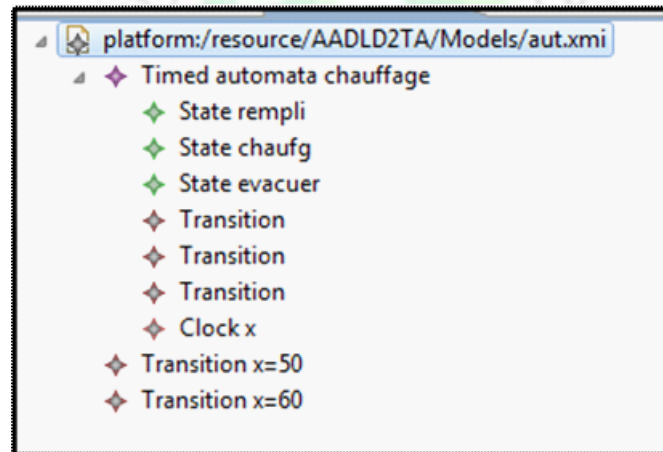 platform:/resource/AADLD2TA/Models/aut.xmi
Timed automata chauffage
State rempli
State chaufg
State evacuer
Transition
Transition
Transition
Clock x
Transition x=50
Transition x=60